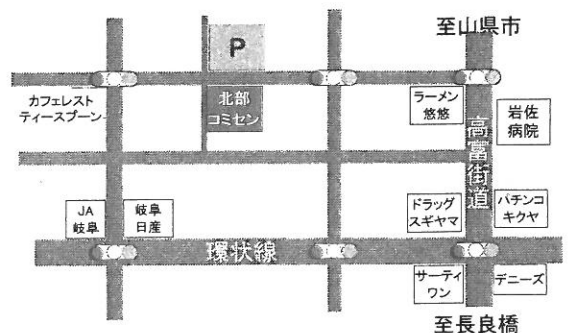 至山県市
P
カフェレスト
ティースプーン
北部
コミセン
ラーメン
悠悠
岩佐
病院
高富街道
JA
岐阜
岐阜
日産
ドラッグ
スギヤマ
パチンコ
キクヤ
環状線
サーティ
ワン
デニーズ
至長良橋